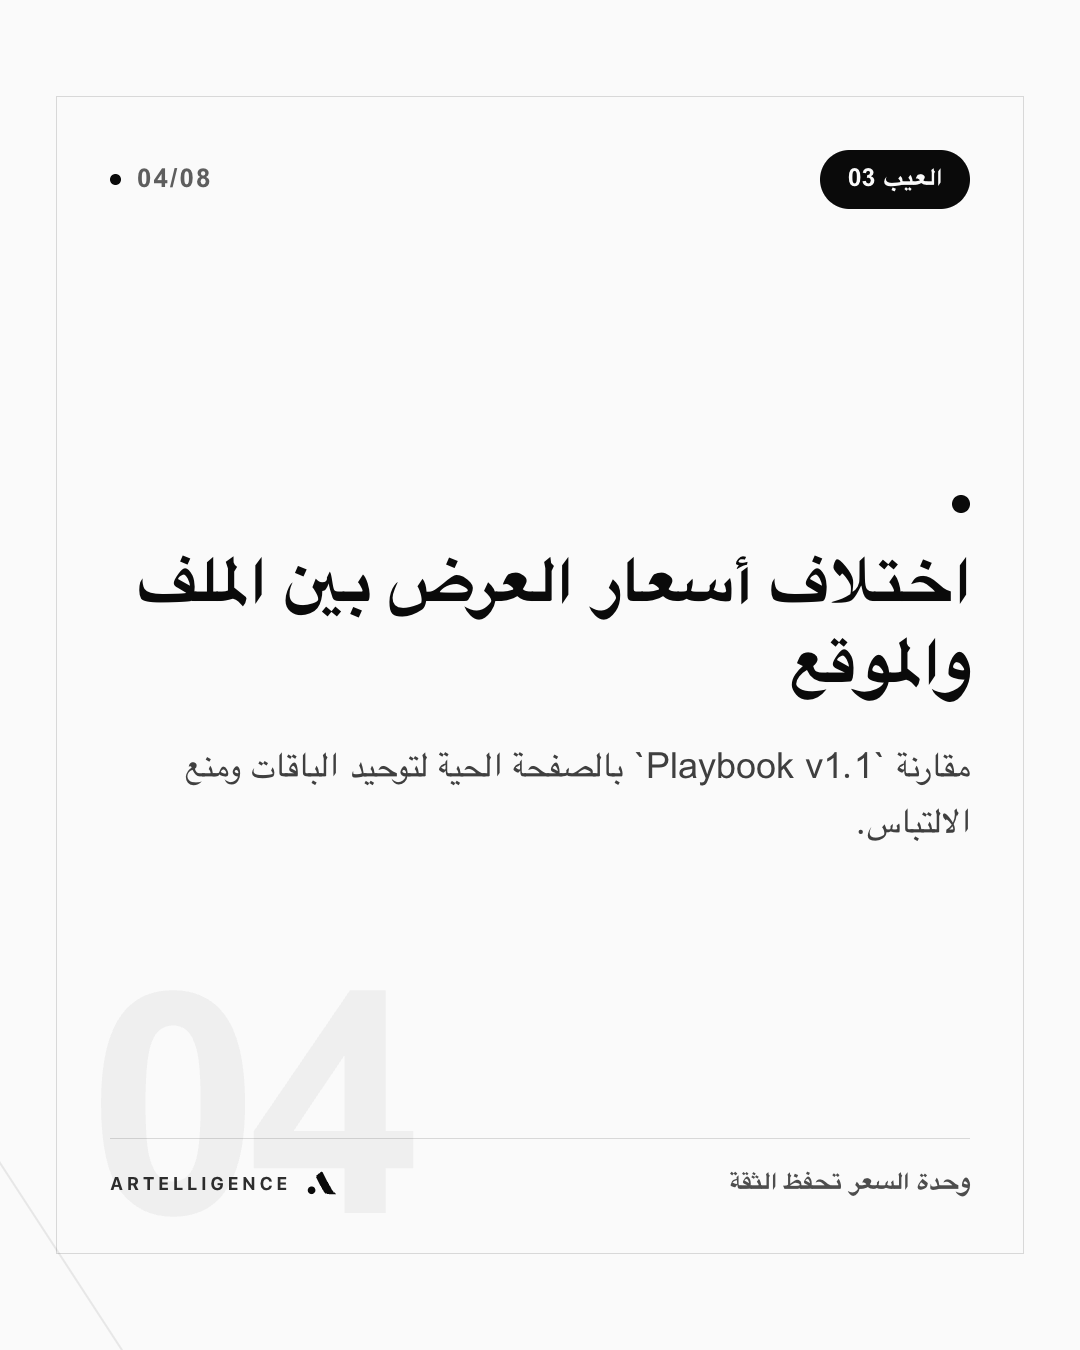 العيب 03
04/08
اختلاف أسعار العرض بين الملف
والموقع
مقارنة `Playbook v1.1` بالصفحة الحية لتوحيد الباقات ومنع
الالتباس.
04
وحدة السعر تحفظ الثقة
ARTELLIGENCE